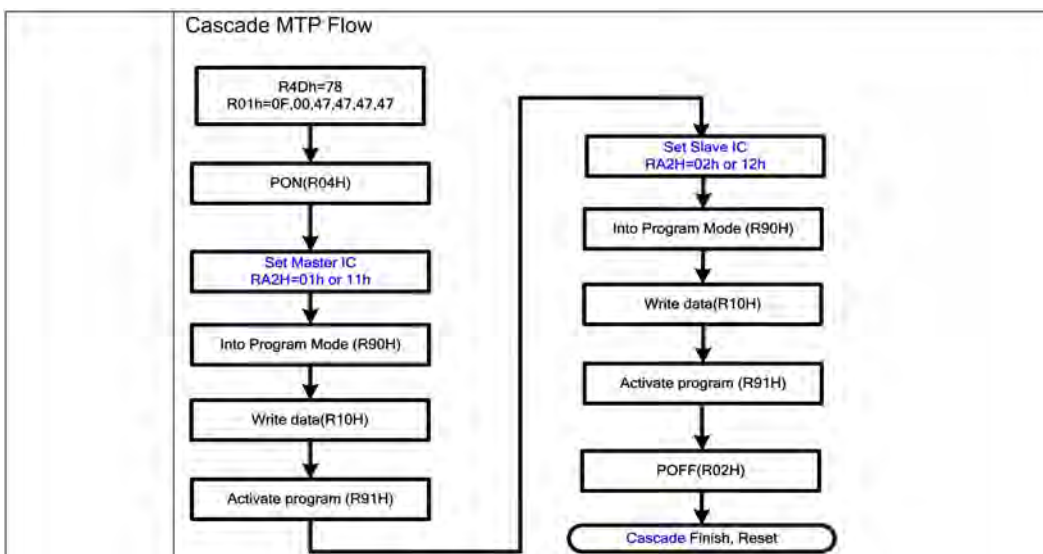 Cascade MTP Flow
R4Dh=78
R01h=0F,00,47,47,47,47
PON(R04H)
Set Master IC
RA2H=01h or 11h
Into Program Mode (R90H)
Write data(R10H)
Activate program (R91H)
Set Slave IC
RA2H=02h or 12h
Into Program Mode (R90H)
Write data(R10H)
Activate program (R91H)
POFF(R02H)
Cascade Finish, Reset